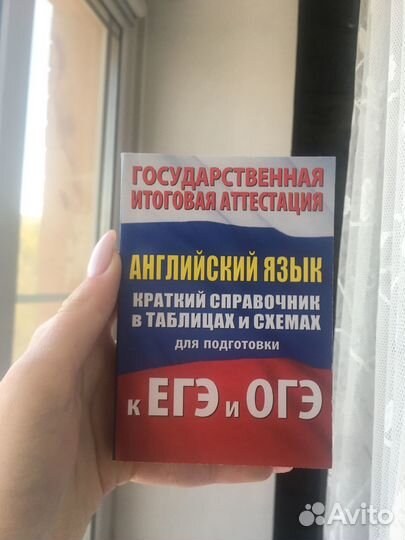 ГОСУДАРСТВЕННАЯ
ИТОГОВАЯ АТТЕСТАЦИЯ
АНГЛИЙСКИЙ ЯЗЫК
КРАТКИЙ СПРАВОЧНИК
В ТАБЛИЦАХ и СХЕМАХ
для подготовки
к ЕГЭ и ОГЭ
Avito